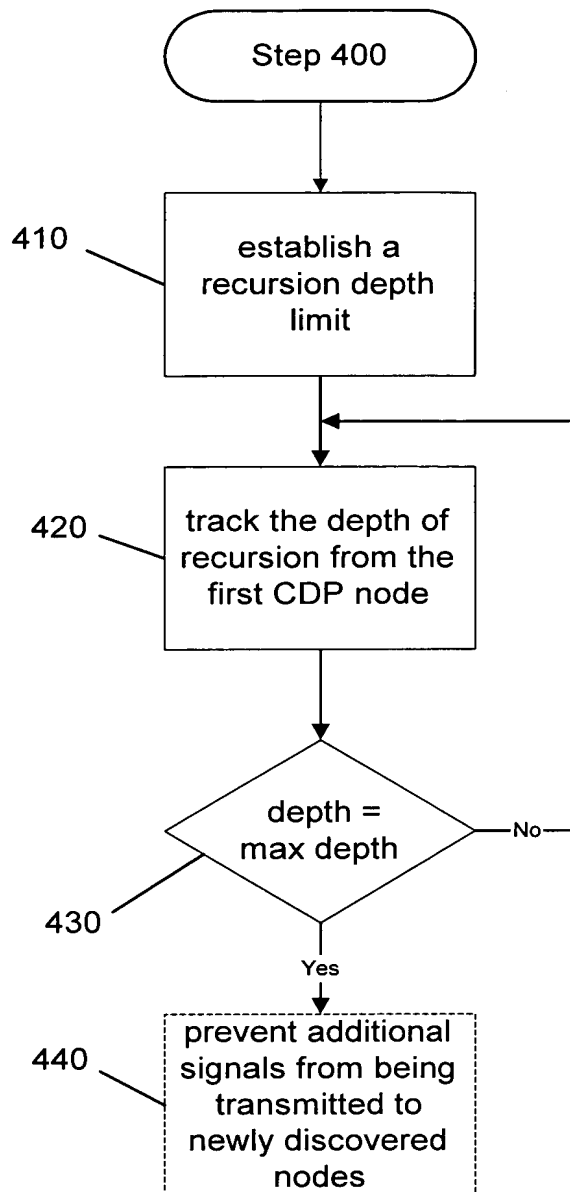 Step 400
410
establish a
recursion depth
limit
420
track the depth of
recursion from the
first CDP node
depth =
max depth
No
430
Yes
440
prevent additional
signals from being
transmitted to
newly discovered
nodes